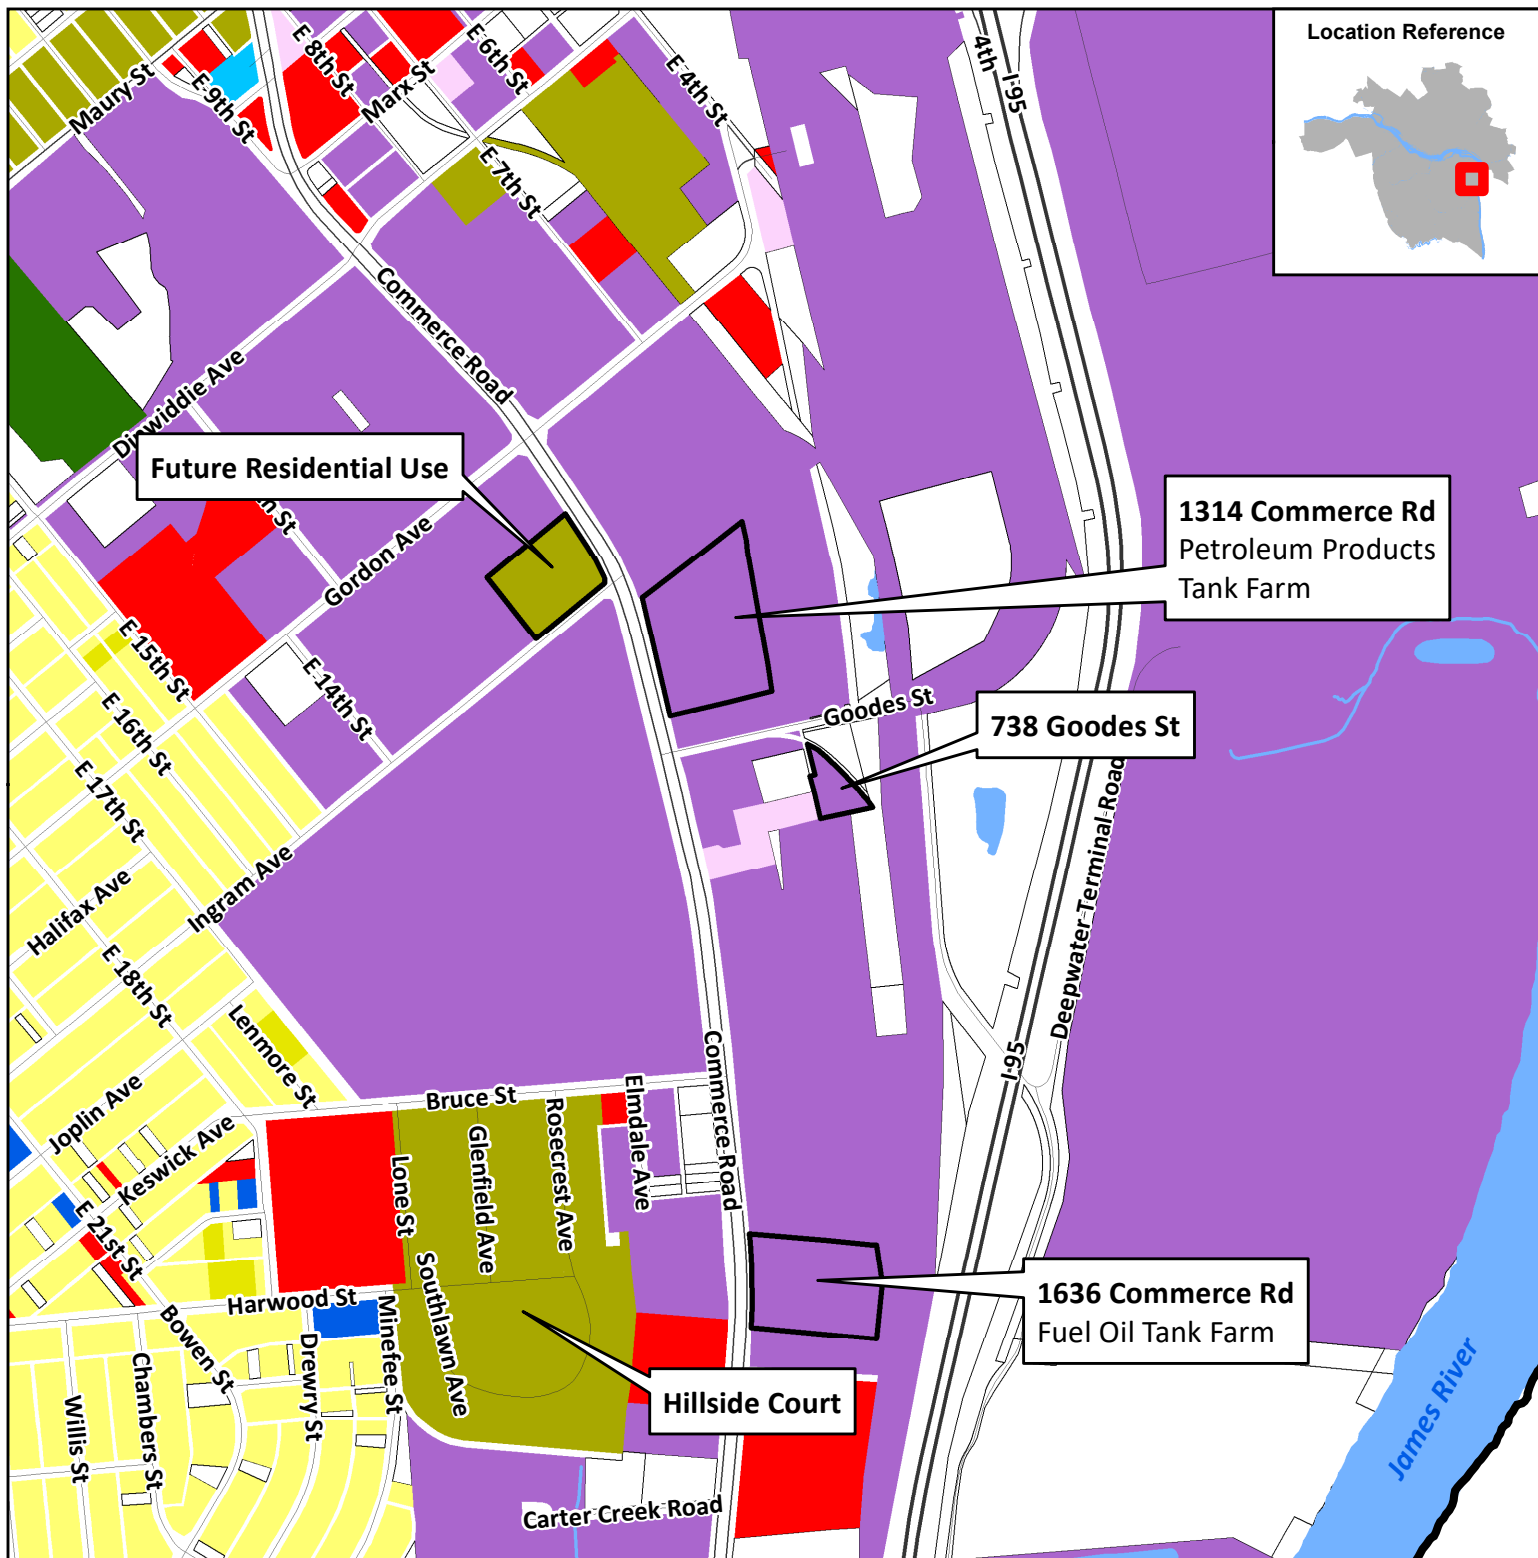 Location Reference
E 8th St
E 6th St
E 4th St
4th
I-95
Maury St
E 9th St
Marx St
E 7th St
Commerce Road
Dinwiddie Ave
Future Residential Use
1314 Commerce Rd
Petroleum Products
Tank Farm
Gordon Ave
E 15th St
E 14th St
E 16th St
Goodes St
738 Goodes St
E 17th St
Deepwater Terminal Road
Halifax Ave
Ingram Ave
E 18th St
Lenmore St
I-95
Commerce Road
Bruce St
Elmdale Ave
Rosecrest Ave
Glenfield Ave
Lone St
Joplin Ave
Keswick Ave
E 21st St
Southlawn Ave
1636 Commerce Rd
Fuel Oil Tank Farm
Harwood St
Minefee St
Bowen St
Drewry St
Chambers St
Willis St
Hillside Court
James River
Carter Creek Road